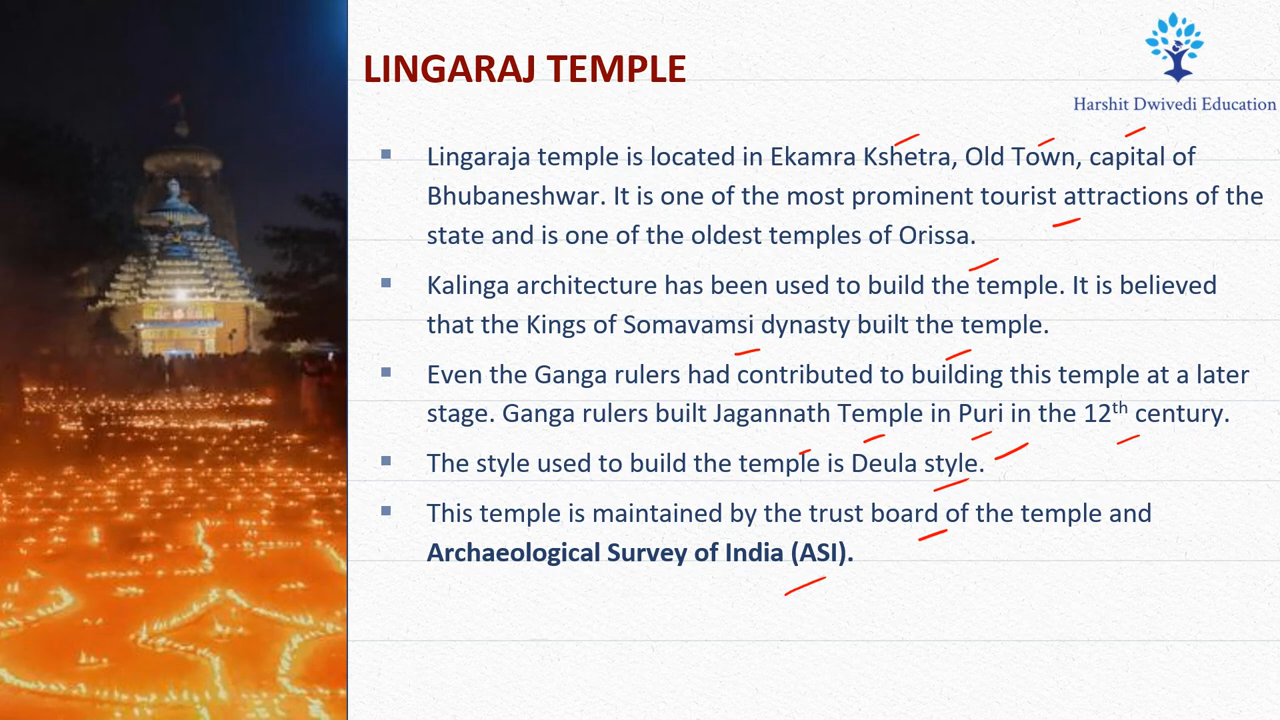 LINGARAJ TEMPLE
Harshit Dwivedi Education
▪ Lingaraja temple is located in Ekamra Kshetra, Old Town, capital of
Bhubaneshwar. It is one of the most prominent tourist attractions of the
state and is one of the oldest temples of Orissa.
▪ Kalinga architecture has been used to build the temple. It is believed
that the Kings of Somavamsi dynasty built the temple.
▪ Even the Ganga rulers had contributed to building this temple at a later
stage. Ganga rulers built Jagannath Temple in Puri in the 12th century.
▪ The style used to build the temple is Deula style.
▪ This temple is maintained by the trust board of the temple and
Archaeological Survey of India (ASI).